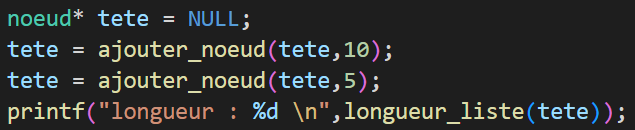 noeud* tete = NULL;
tete = ajouter_noeud(tete,10);
tete = ajouter_noeud(tete,5);
printf("longueur : %d \n",longueur_liste(tete));